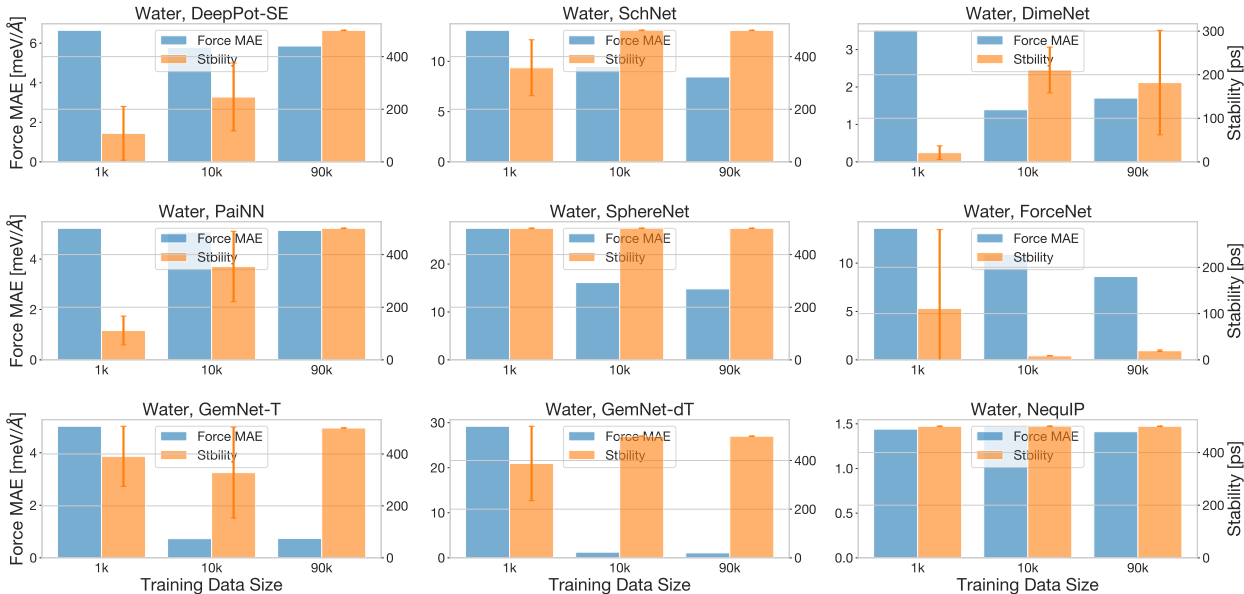 Water, DeepPot-SE
Force MAE [meV/Å]
6
4
2
0
Force MAE
Stbility
400
200
0
1k
10k
90k
Water, SchNet
10
5
0
Force MAE
Stbility
400
200
0
1k
10k
90k
Water, DimeNet
3
2
1
0
Force MAE
Stbility
300
200
100
0
Stability [ps]
1k
10k
90k
Water, PaiNN
Force MAE [meV/Å]
4
2
0
Force MAE
Stbility
400
200
0
1k
10k
90k
Water, SphereNet
20
10
0
Force MAE
Stbility
400
200
0
1k
10k
90k
Water, ForceNet
10
5
0
Force MAE
Stbility
200
100
0
Stability [ps]
1k
10k
90k
Water, GemNet-T
Force MAE [meV/Å]
4
2
0
Force MAE
Stbility
400
200
0
1k
10k
90k
Training Data Size
Water, GemNet-dT
30
20
10
0
Force MAE
Stbility
400
200
0
1k
10k
90k
Training Data Size
Water, NequIP
1.5
1.0
0.5
0.0
Force MAE
Stbility
400
200
0
Stability [ps]
1k
10k
90k
Training Data Size